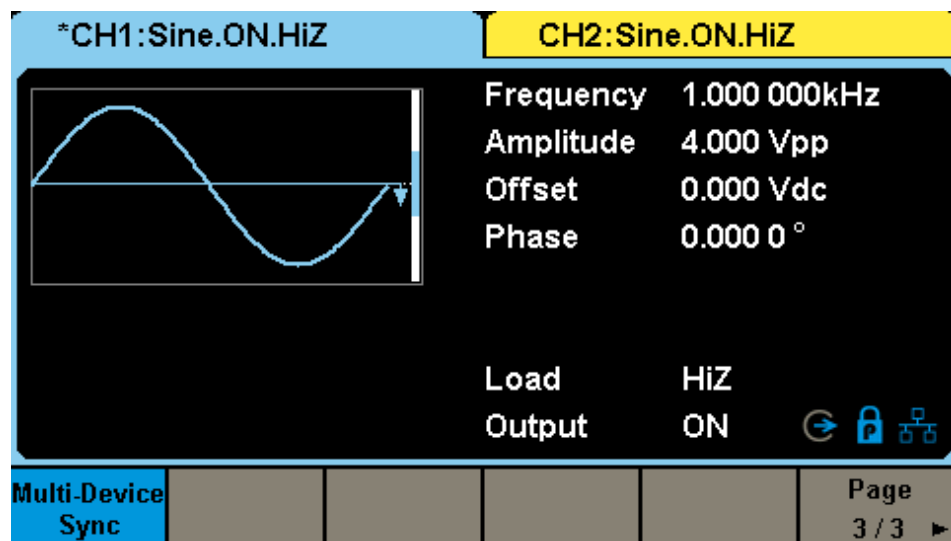 *CH1:Sine.ON.HiZ
CH2:Sine.ON.HiZ
Frequency 1.000 000kHz
Amplitude 4.000 Vpp
Offset 0.000 Vdc
Phase 0.000 0 °
Load HiZ
Output ON
P
Multi-Device
Sync
Page
3 / 3 ►